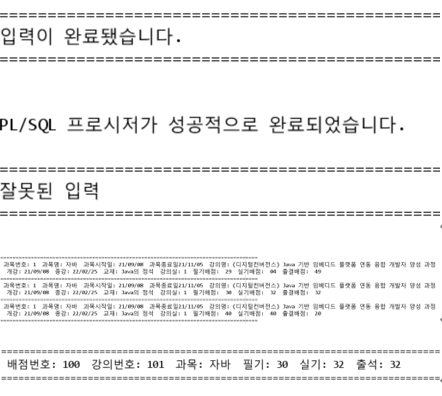 ================================================
입력이 완료됐습니다.
================================================
PL/SQL 프로시저가 성공적으로 완료되었습니다.
================================================
잘못된 입력
================================================
================================================
과목번호: 1 과목명: 자바 과목시작일: 21/09/08 과목종료일21/11/05 강의명: (디지털컨버전스) Java 기반 임베디드 플랫폼 연동 융합 개발자 양성 과정
개강: 21/09/08 종강: 22/02/25 교재: Java의 정석 강의실: 1 필기배점: 29 실기배점: 04 출결배점: 49
================================================
과목번호: 1 과목명: 자바 과목시작일: 21/09/08 과목종료일21/11/05 강의명: (디지털컨버전스) Java 기반 임베디드 플랫폼 연동 융합 개발자 양성 과정
개강: 21/09/08 종강: 22/02/25 교재: Java의 정석 강의실: 1 필기배점: 30 실기배점: 32 출결배점: 32
================================================
과목번호: 1 과목명: 자바 과목시작일: 21/09/08 과목종료일21/11/05 강의명: (디지털컨버전스) Java 기반 임베디드 플랫폼 연동 융합 개발자 양성 과정
개강: 21/09/08 종강: 22/02/25 교재: Java의 정석 강의실: 1 필기배점: 40 실기배점: 40 출결배점: 20
================================================
================================================
배점번호: 100 강의번호: 101 과목: 자바 필기: 30 실기: 32 출석: 32
================================================